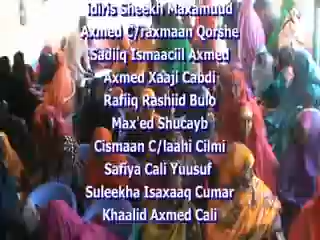 Idiris Sheekh Maxamuud
Axmed C/raxmaan Qorshe
Sadiiq Ismaaciil Axmed
Axmed Xaaji Cabdi
Rafiiq Rashiid Bulo
Max'ed Shucayb
Cismaan C/laahi Cilmi
Safiya Cali Yuusuf
Suleekha Isaxaaq Cumar
Khaalid Axmed Cali